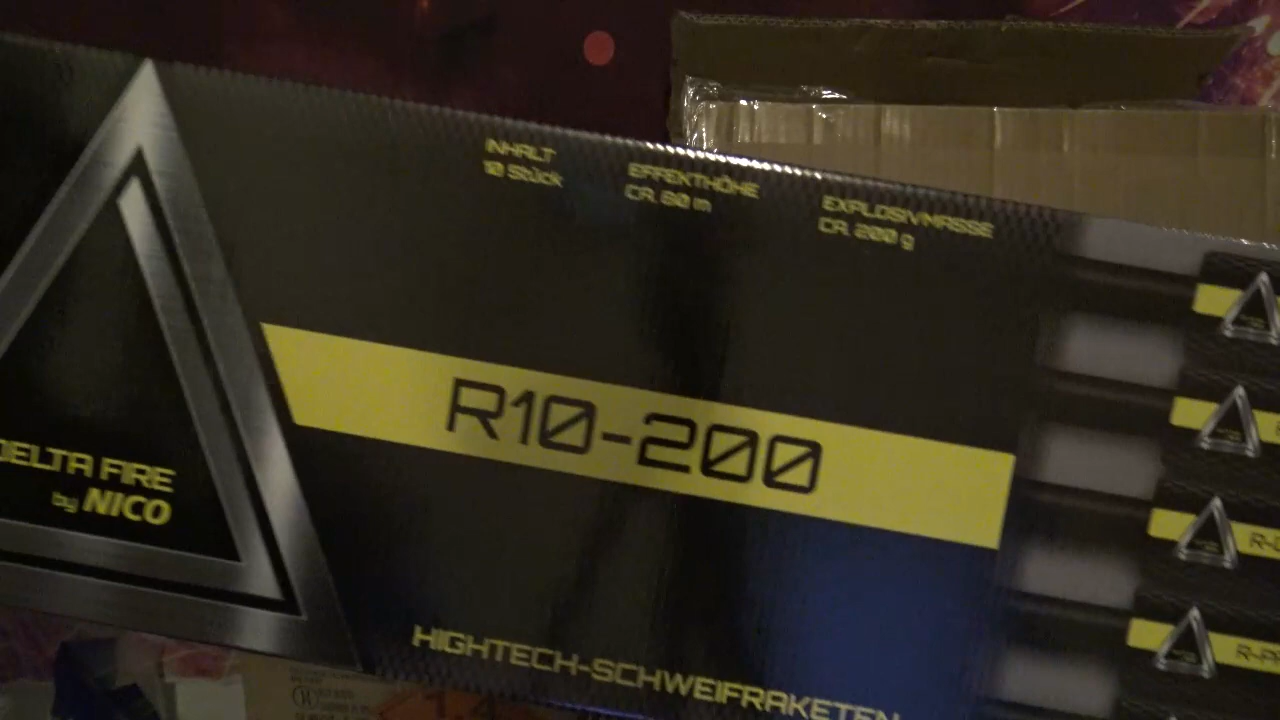 INHALT
10 Stück
EFFEKTHÖHE
CA. 80 m
EXPLOSIVMASSE
CA. 200 g
R10-200
DELTA FIRE
by NICO
HIGHTECH-SCHWEIFRAKETEN